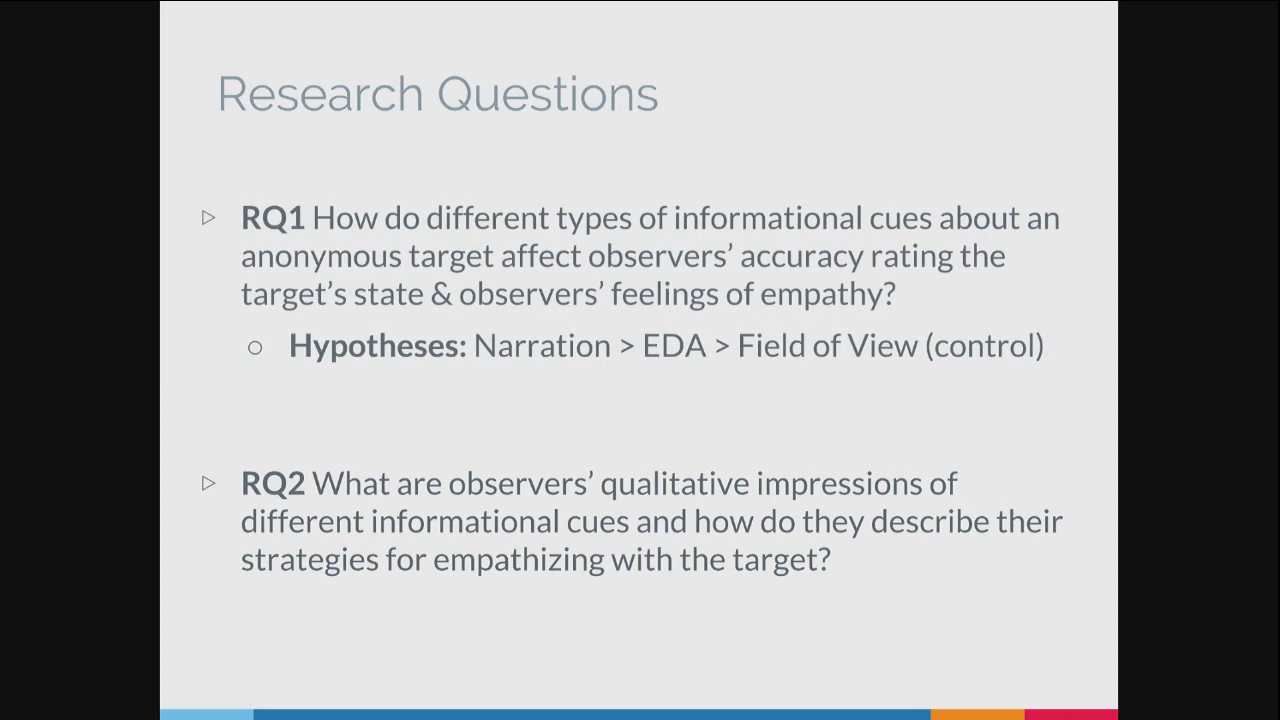 Research Questions
RQ1 How do different types of informational cues about an
anonymous target affect observers’ accuracy rating the
target’s state & observers’ feelings of empathy?
Hypotheses: Narration > EDA > Field of View (control)
RQ2 What are observers’ qualitative impressions of
different informational cues and how do they describe their
strategies for empathizing with the target?